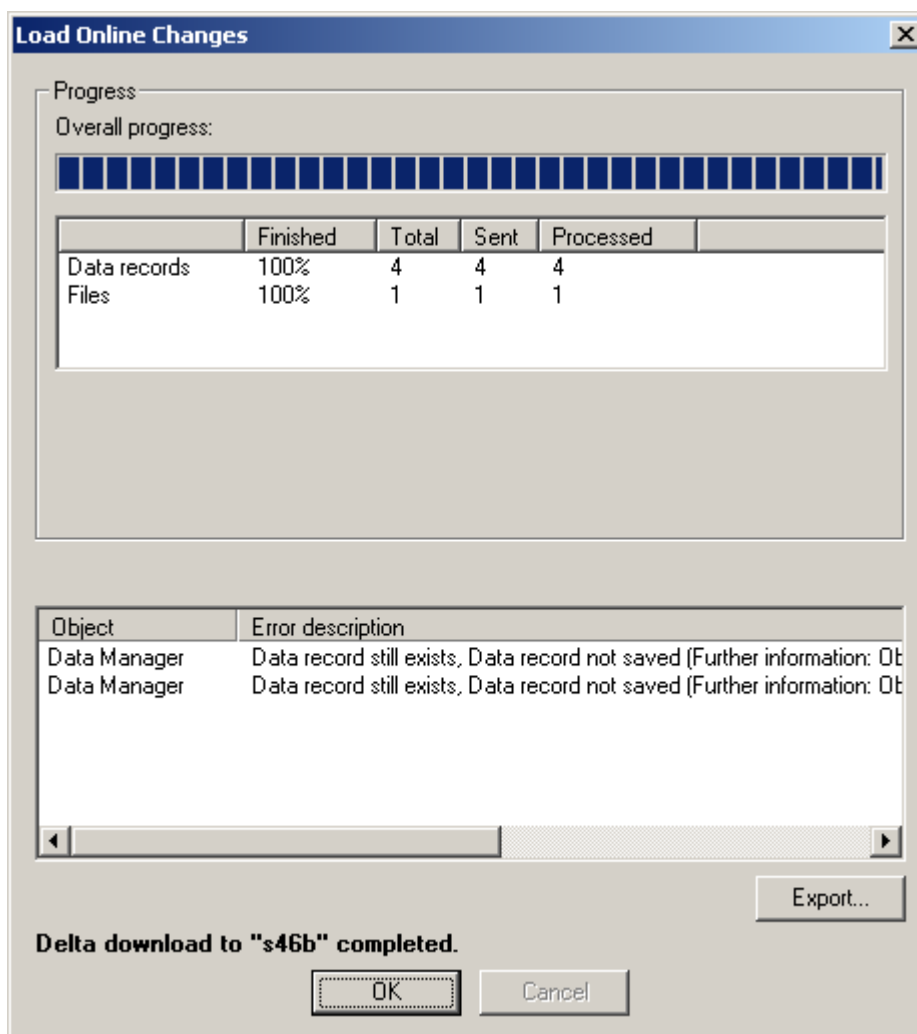 Load Online Changes
Progress
Overall progress:
Finished Total Sent Processed
Data records 100% 4 4 4
Files 100% 1 1 1
Object Error description
Data Manager Data record still exists, Data record not saved (Further information: Ob
Data Manager Data record still exists, Data record not saved (Further information: Ob
Export...
Delta download to "s46b" completed.
OK Cancel